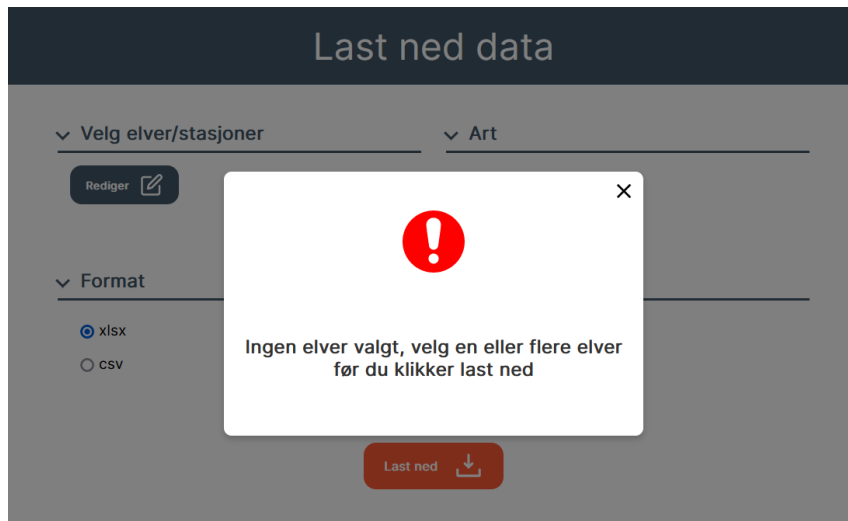 Last ned data
Velg elver/stasjoner
Art
Rediger
Format
xlsx
csv
Ingen elver valgt, velg en eller flere elver
før du klikker last ned
Last ned